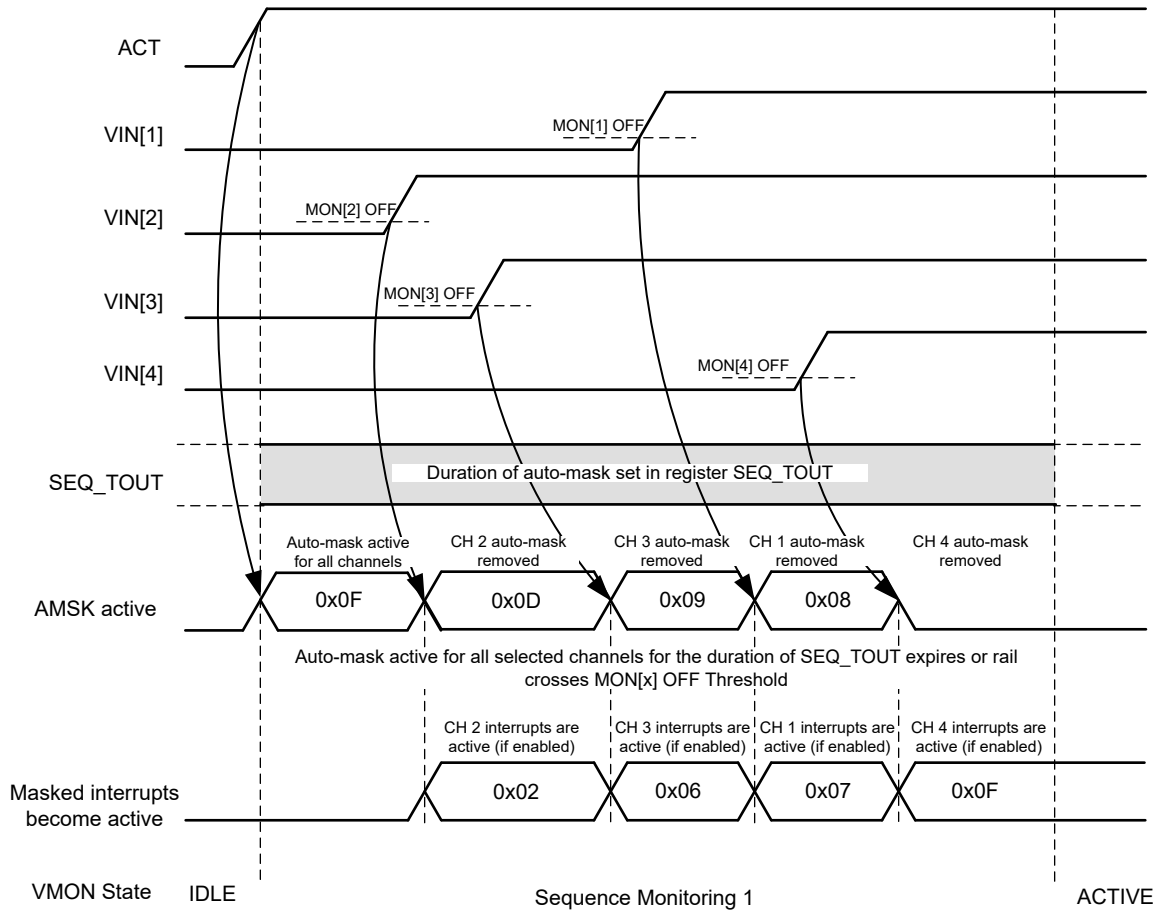 ACT
VIN[1]
MON[1] OFF
VIN[2]
MON[2] OFF
VIN[3]
MON[3] OFF
VIN[4]
MON[4] OFF
SEQ_TOUT
Duration of auto-mask set in register SEQ_TOUT
Auto-mask active
for all channels
CH 2 auto-mask
removed
CH 3 auto-mask
removed
CH 1 auto-mask
removed
CH 4 auto-mask
removed
AMSK active
0x0F
0x0D
0x09
0x08
Auto-mask active for all selected channels for the duration of SEQ_TOUT expires or rail
crosses MON[x] OFF Threshold
CH 2 interrupts are
active (if enabled)
CH 3 interrupts are
active (if enabled)
CH 1 interrupts are
active (if enabled)
CH 4 interrupts are
active (if enabled)
Masked interrupts
become active
0x02
0x06
0x07
0x0F
VMON State
IDLE
Sequence Monitoring 1
ACTIVE